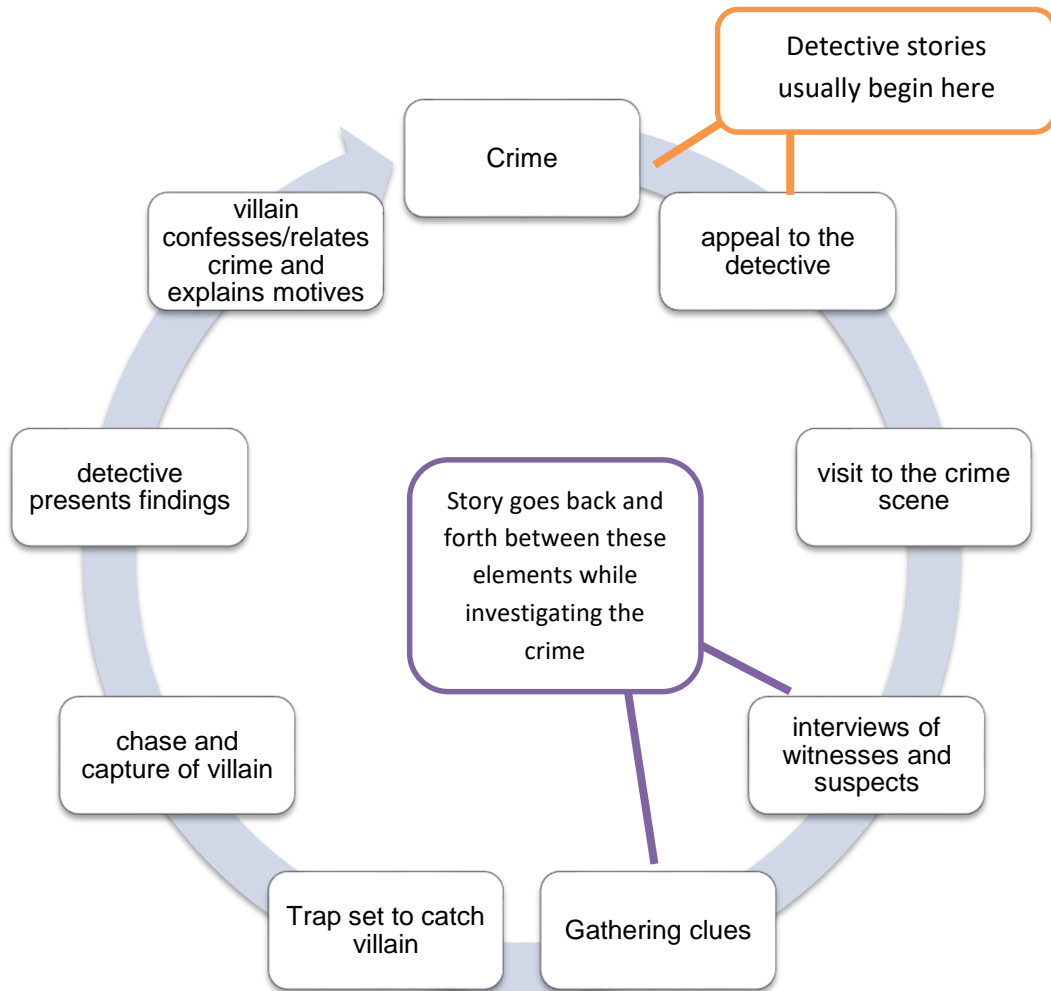 Detective stories
usually begin here
Crime
appeal to the
detective
visit to the crime
scene
Story goes back and
forth between these
elements while
investigating the
crime
interviews of
witnesses and
suspects
Gathering clues
Trap set to catch
villain
chase and
capture of villain
detective
presents findings
villain
confesses/relates
crime and
explains motives